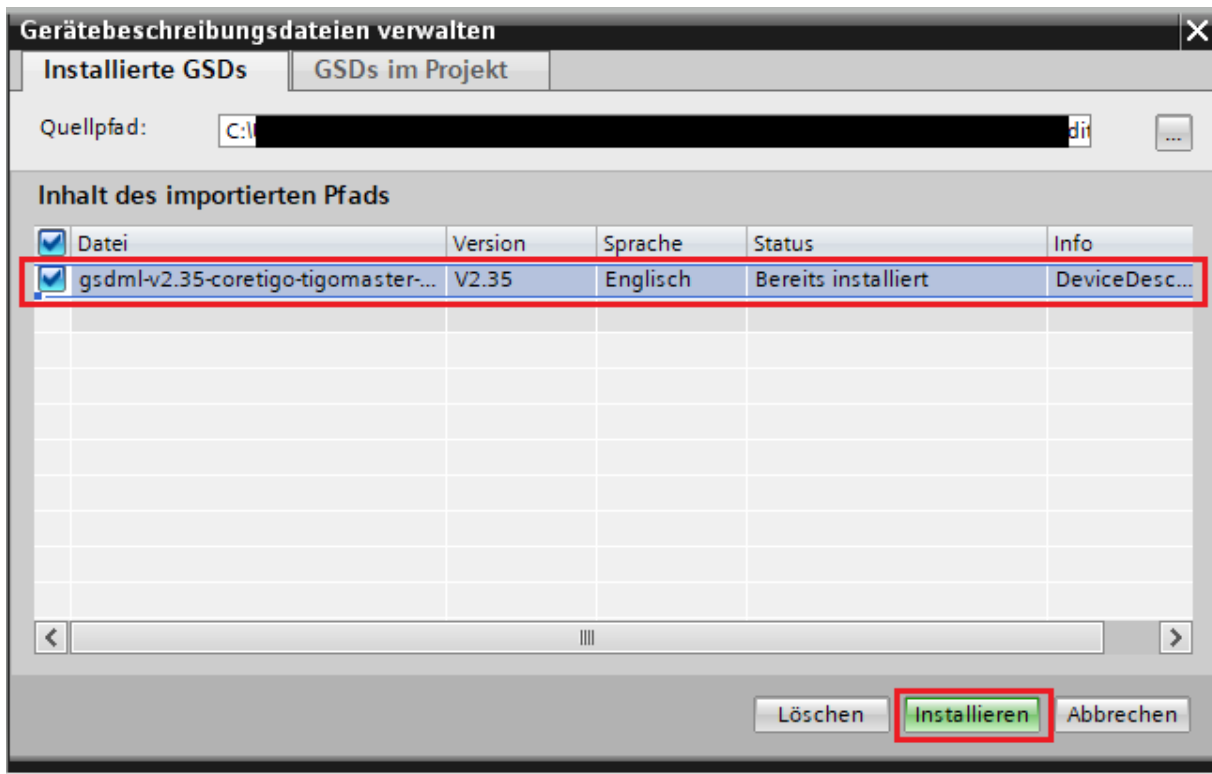 Gerätebeschreibungsdateien verwalten
Installierte GSDs GSDs im Projekt
Quellpfad: C:\ dit ...
Inhalt des importierten Pfads
Datei Version Sprache Status Info
gsdml-v2.35-coretigo-tigomaster-... V2.35 Englisch Bereits installiert DeviceDesc...
Löschen Installieren Abbrechen